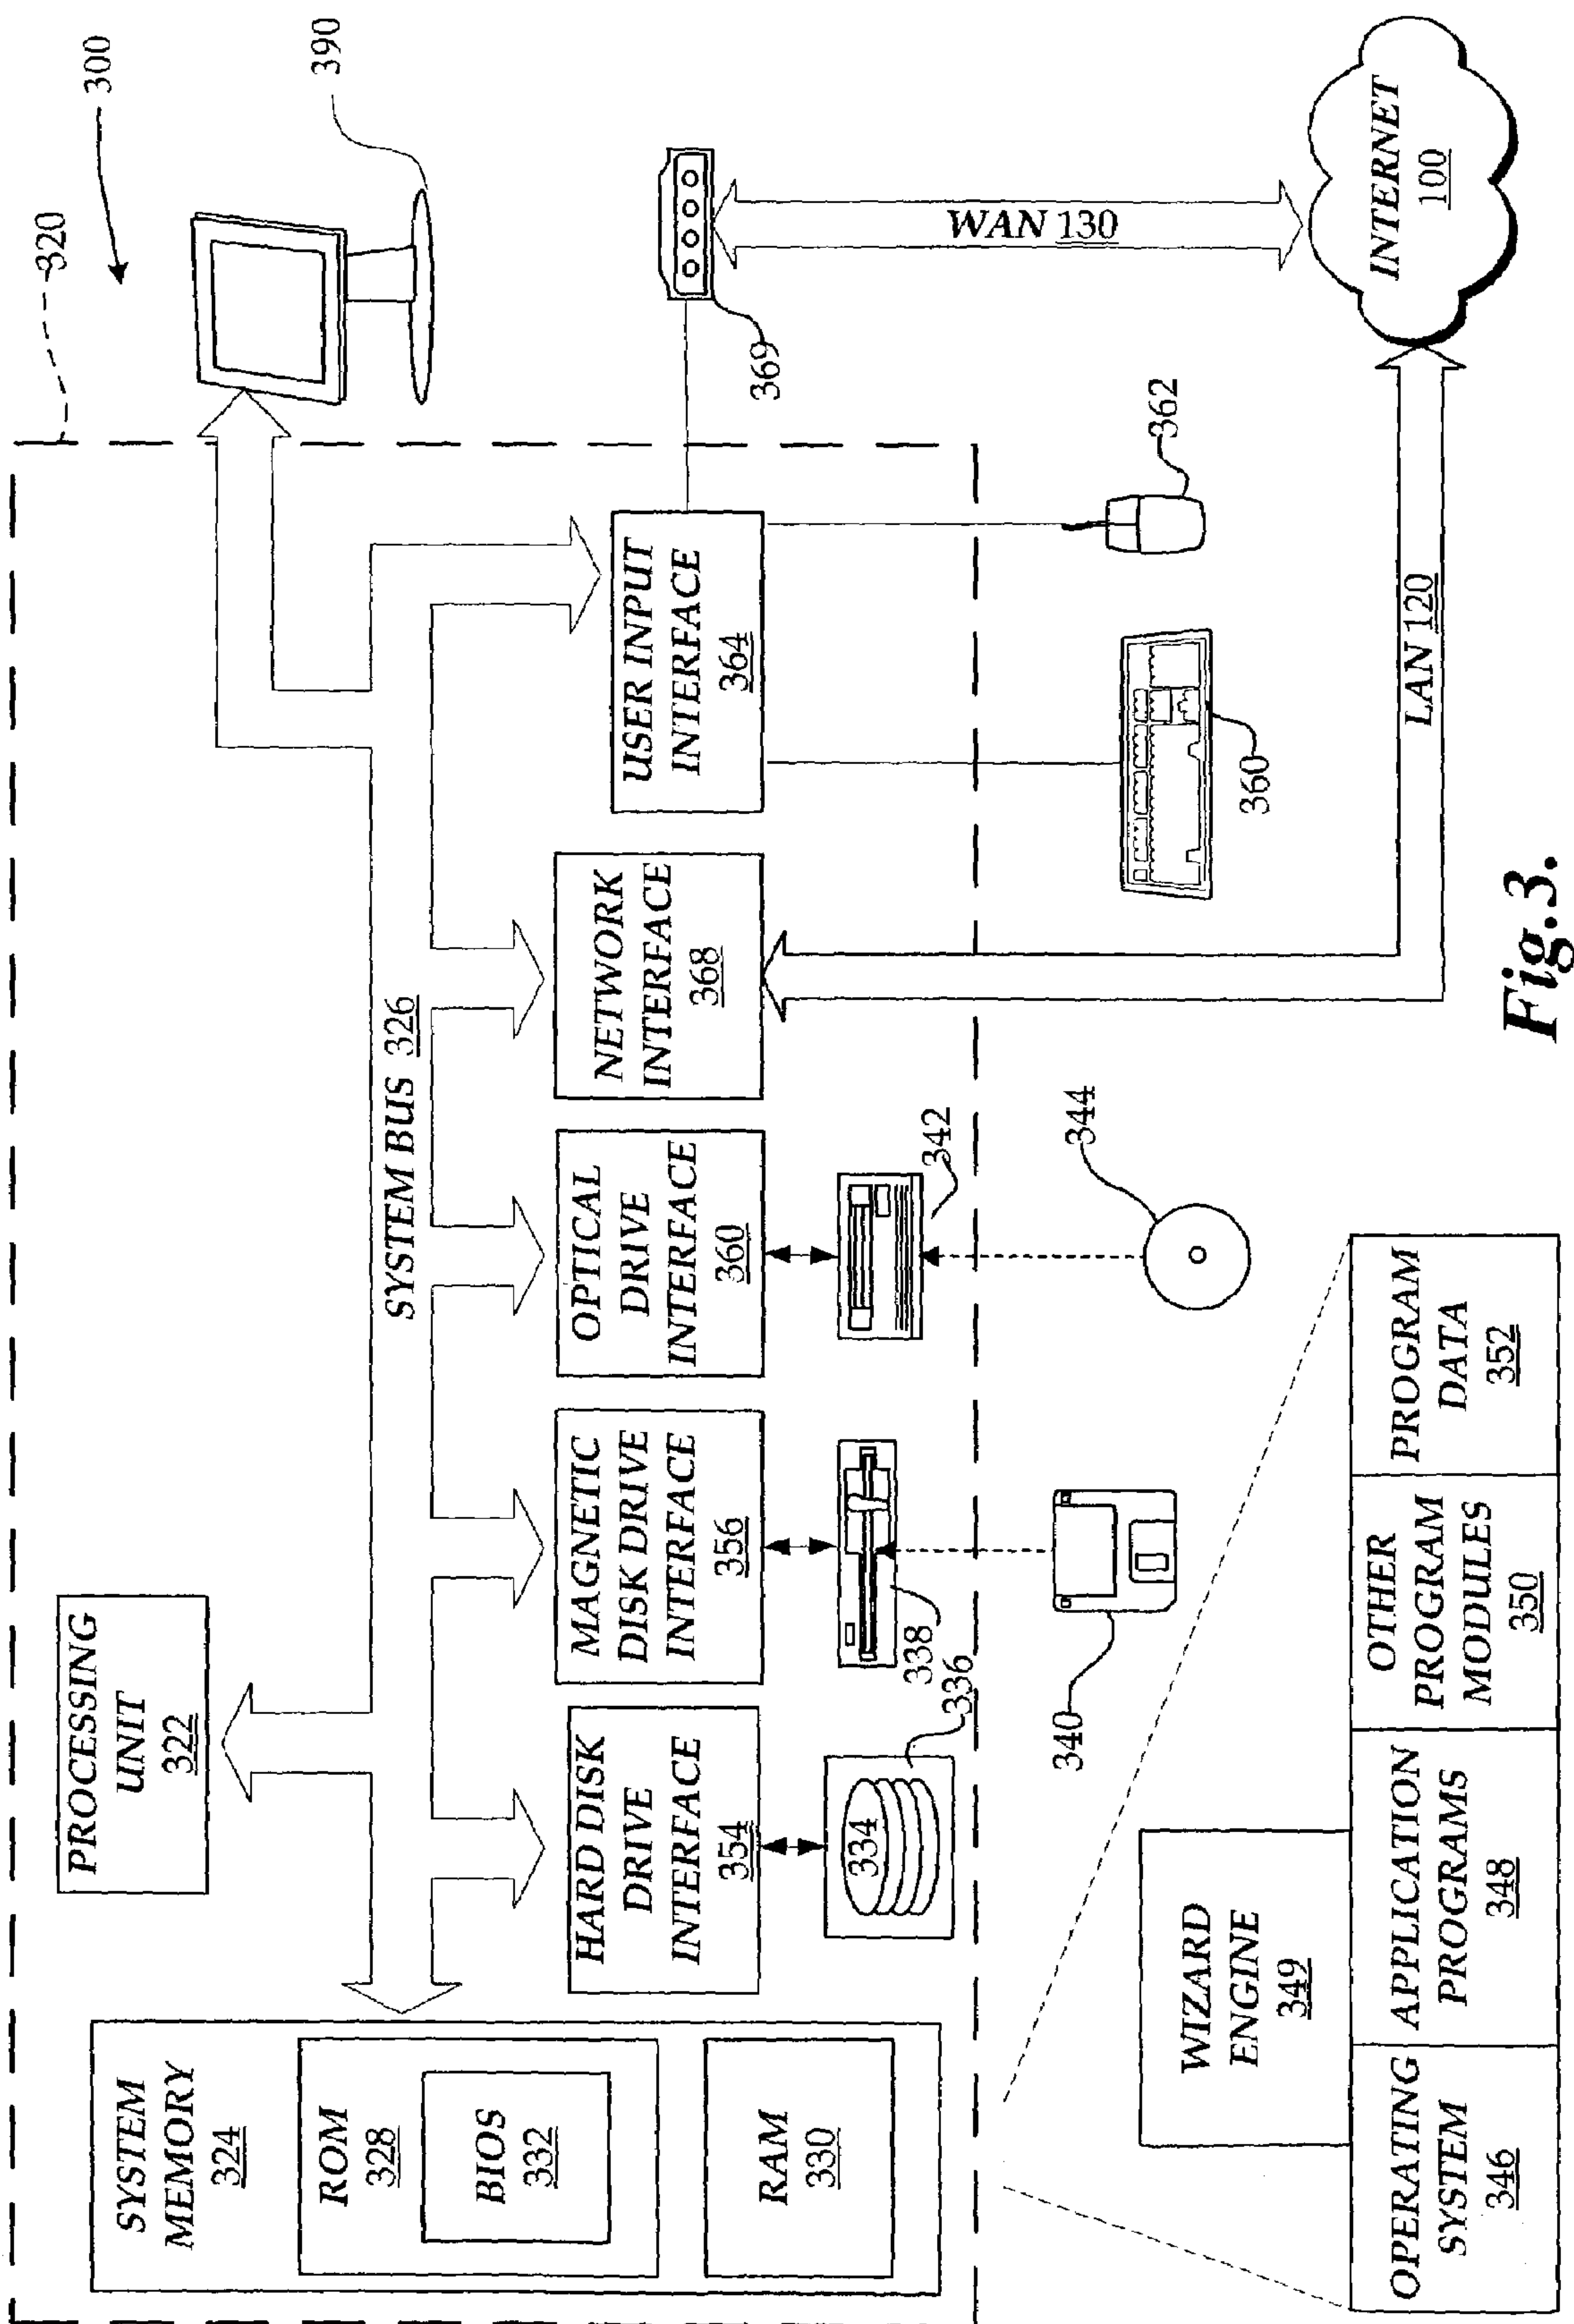 300
320
390
PROCESSING
UNIT
322
SYSTEM
MEMORY
324
ROM
328
BIOS
332
RAM
330
SYSTEM BUS 326
HARD DISK
DRIVE
INTERFACE
354
MAGNETIC
DISK DRIVE
INTERFACE
356
OPTICAL
DRIVE
INTERFACE
360
NETWORK
INTERFACE
368
USER INPUT
INTERFACE
364
334
336
338
342
369
340
344
360
362
WAN 130
LAN 120
INTERNET
100
WIZARD
ENGINE
349
OPERATING
SYSTEM
346
APPLICATION
PROGRAMS
348
OTHER
PROGRAM
MODULES
350
PROGRAM
DATA
352
Fig.3.